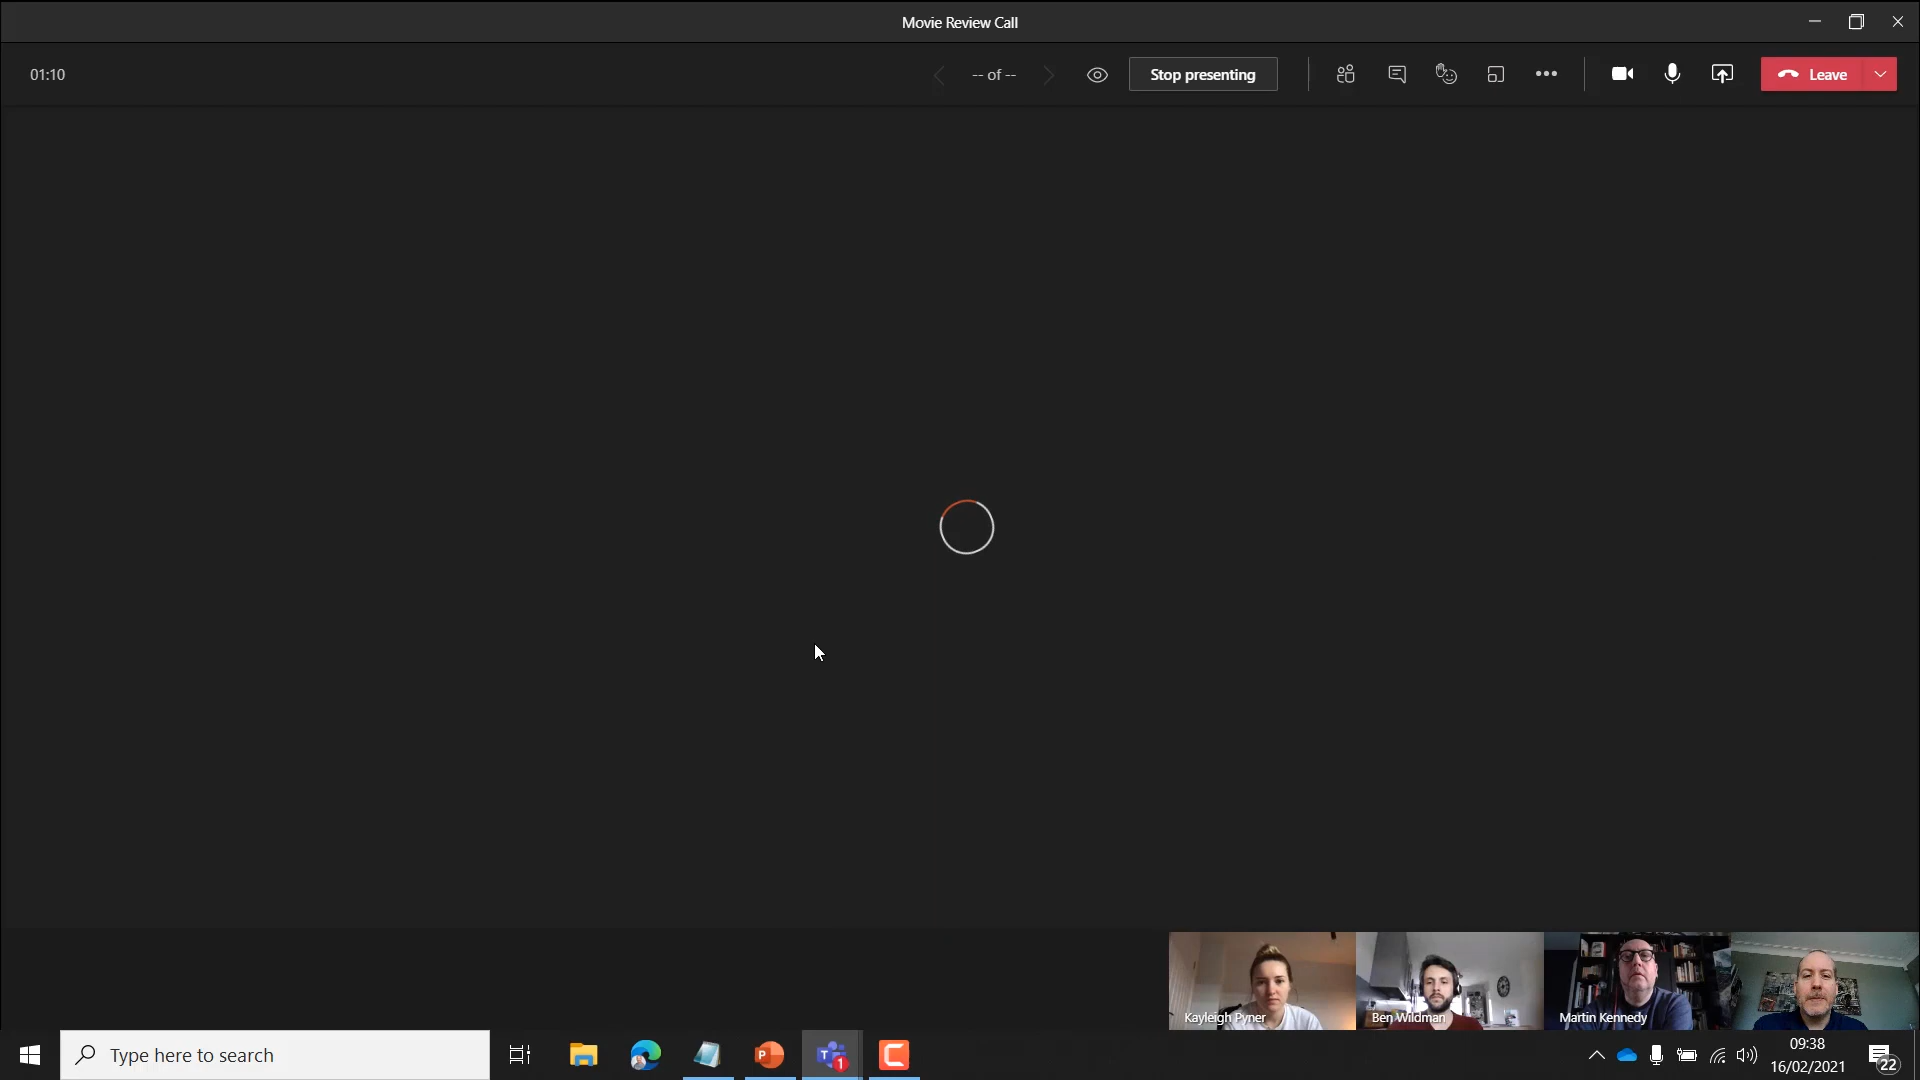 Movie Review Call
01:10
-- of --
Stop presenting
Leave
Kayleigh Pyner
Ben Wildman
Martin Kennedy
Type here to search
P
T
1
09:38
16/02/2021
22